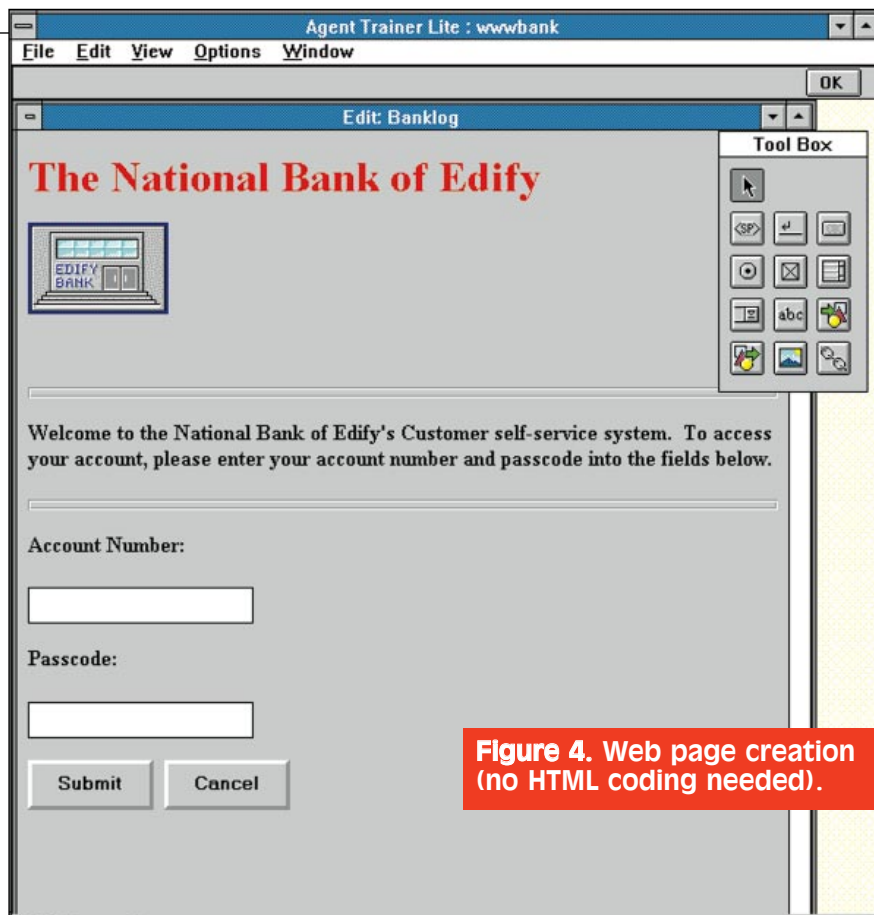 Agent Trainer Lite : wwwbank
File Edit View Options Window
OK
Edit: Banklog
Tool Box
The National Bank of Edify
<SP>
EDIFY
BANK
abc
Welcome to the National Bank of Edify's Customer self-service system. To access
your account, please enter your account number and passcode into the fields below.
Account Number:
Passcode:
Submit Cancel
Figure 4. Web page creation
(no HTML coding needed).